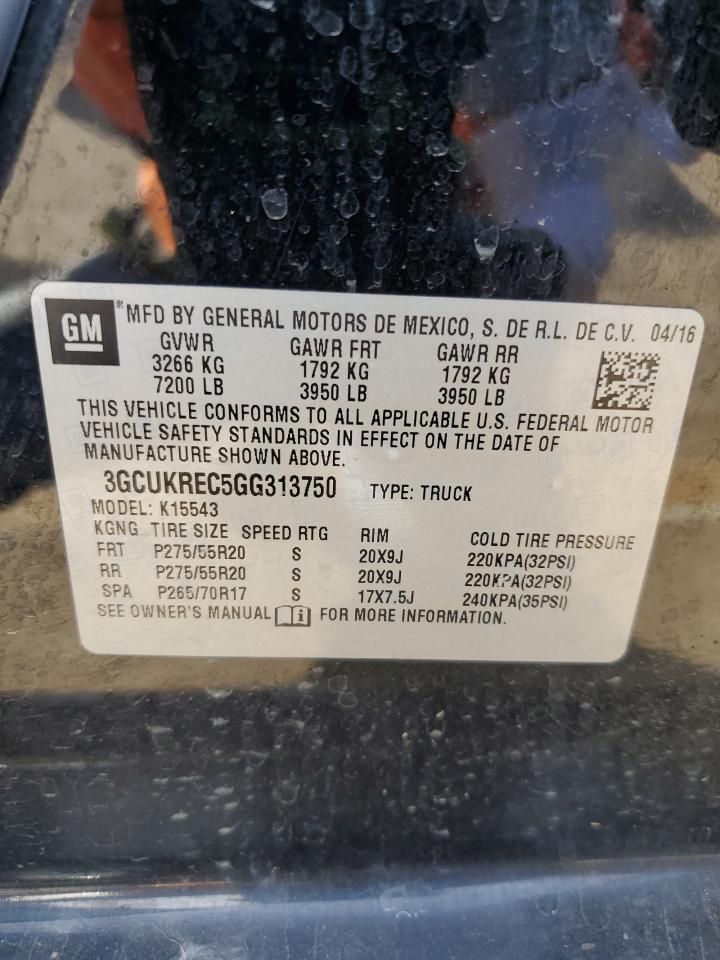 GM ® MFD BY GENERAL MOTORS DE MEXICO, S. DE R.L. DE C.V. 04/16
GVWR GAWR FRT GAWR RR
3266 KG 1792 KG 1792 KG
7200 LB 3950 LB 3950 LB
THIS VEHICLE CONFORMS TO ALL APPLICABLE U.S. FEDERAL MOTOR
VEHICLE SAFETY STANDARDS IN EFFECT ON THE DATE OF
MANUFACTURE SHOWN ABOVE.
3GCUKREC5GG313750 TYPE: TRUCK
MODEL: K15543
KGNG TIRE SIZE SPEED RTG RIM COLD TIRE PRESSURE
FRT P275/55R20 S 20X9J 220KPA(32PSI)
RR P275/55R20 S 20X9J 220KPA(32PSI)
SPA P265/70R17 S 17X7.5J 240KPA(35PSI)
SEE OWNER'S MANUAL FOR MORE INFORMATION.